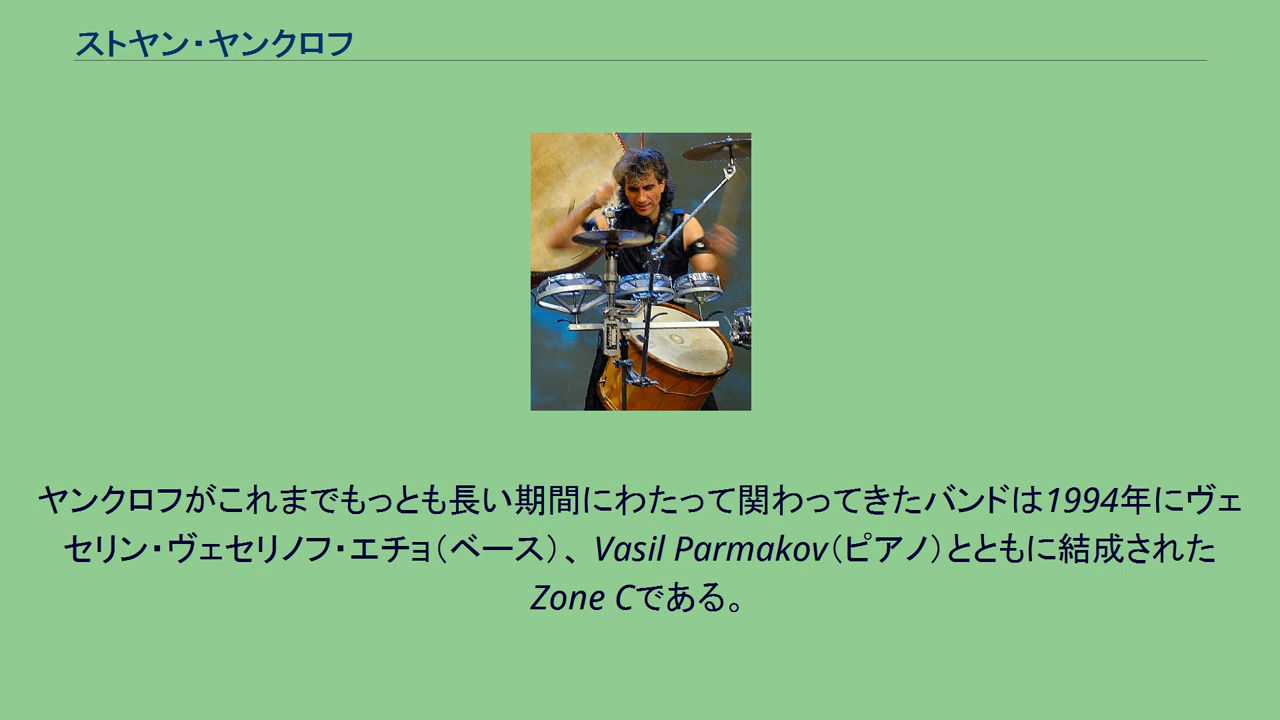 ストヤン・ヤンクロフ
ヤンクロフがこれまでもっとも長い期間にわたって関わってきたバンドは1994年にヴェ
セリン・ヴェセリノフ・エチョ（ベース）、 Vasil Parmakov（ピアノ）とともに結成された
Zone Cである。